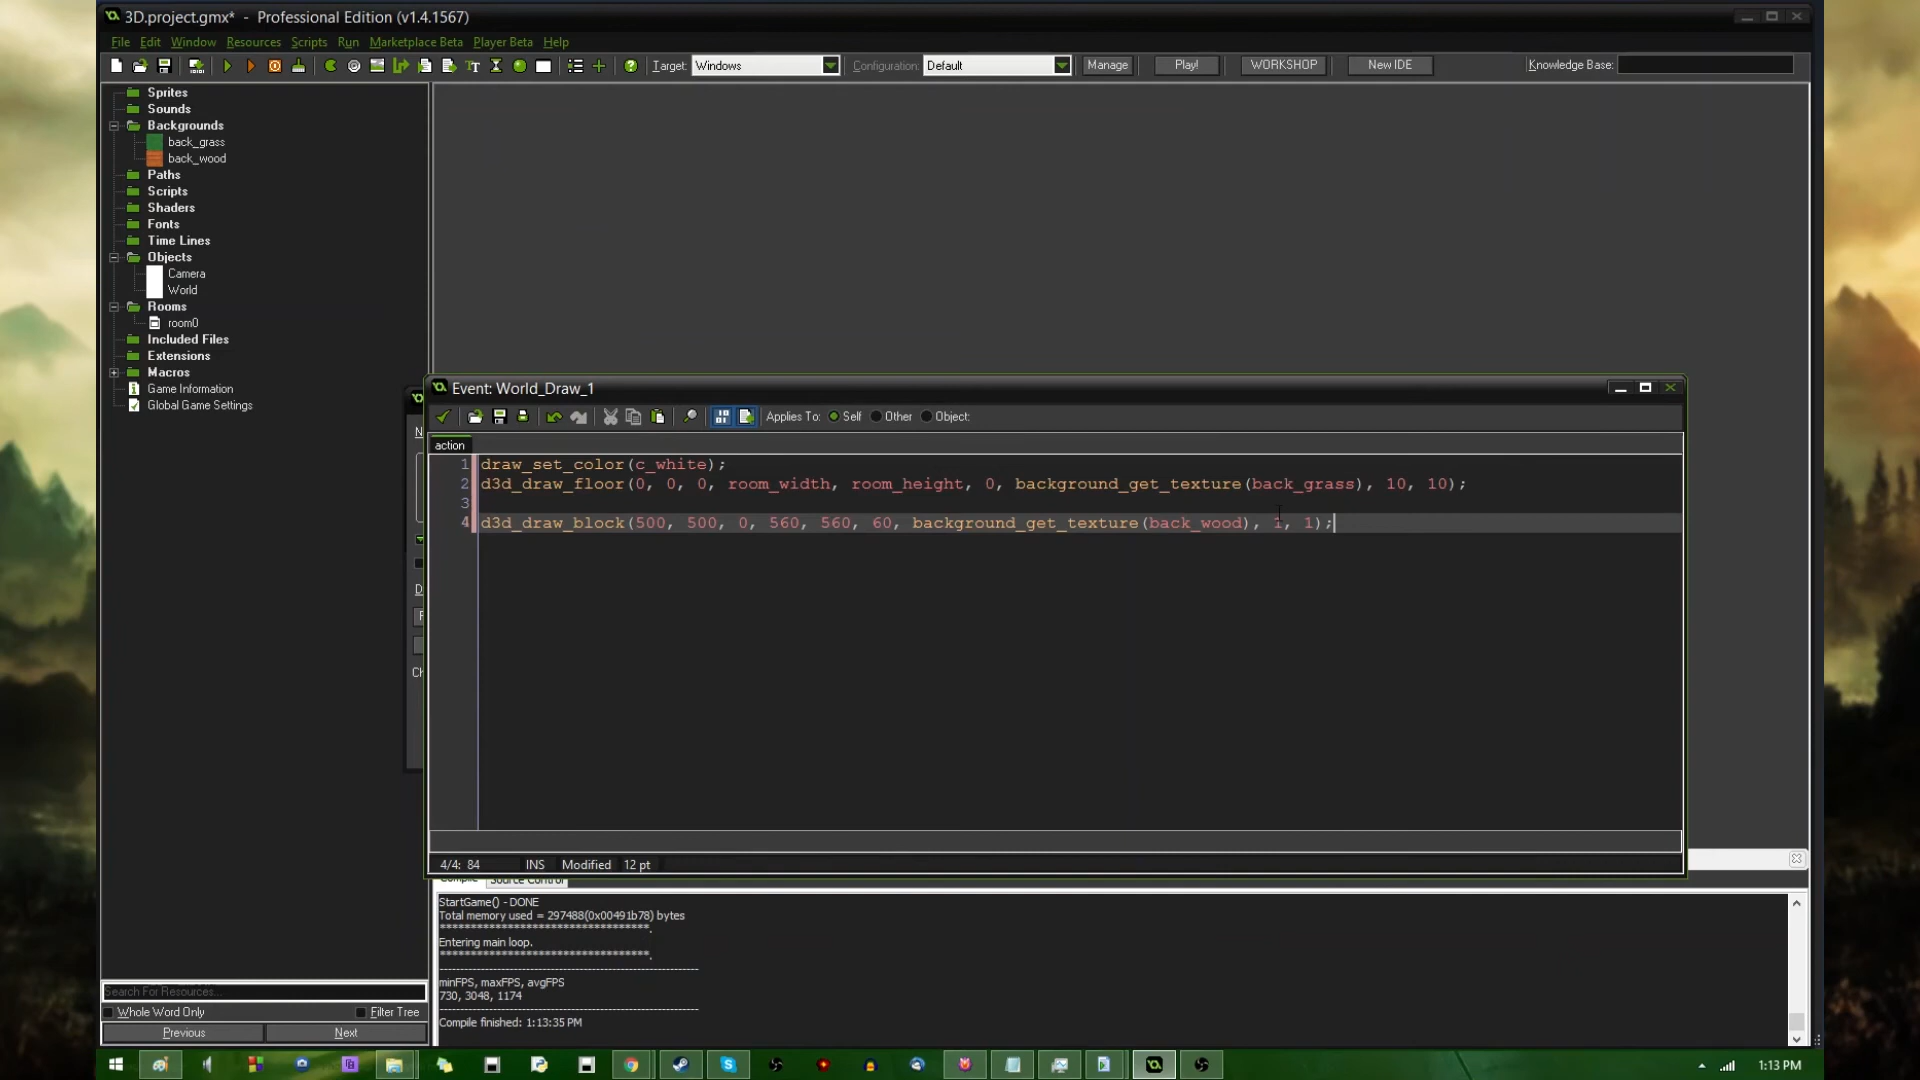 3D.project.gmx* - Professional Edition (v1.4.1567)
File Edit Window Resources Scripts Run Marketplace Beta Player Beta Help
Target: Windows Configuration: Default Manage Play! WORKSHOP New IDE Knowledge Base:
Sprites
Sounds
Backgrounds
back_grass
back_wood
Paths
Scripts
Shaders
Fonts
Time Lines
Objects
Camera
World
Rooms
room0
Included Files
Extensions
Macros
Game Information
Global Game Settings
Event: World_Draw_1
Applies To: Self Other Object:
action
1 draw_set_color(c_white);
2 d3d_draw_floor(0, 0, 0, room_width, room_height, 0, background_get_texture(back_grass), 10, 10);
3
4 d3d_draw_block(500, 500, 0, 560, 560, 60, background_get_texture(back_wood), 1, 1);
4/4: 84 INS Modified 12 pt
Compile Source Control
StartGame() - DONE
Total memory used = 297488(0x00491b78) bytes
**********************************.
Entering main loop.
**********************************.
minFPS, maxFPS, avgFPS
730, 3048, 1174
Compile finished: 1:13:35 PM
Search For Resources...
Whole Word Only Filter Tree
Previous Next
1:13 PM